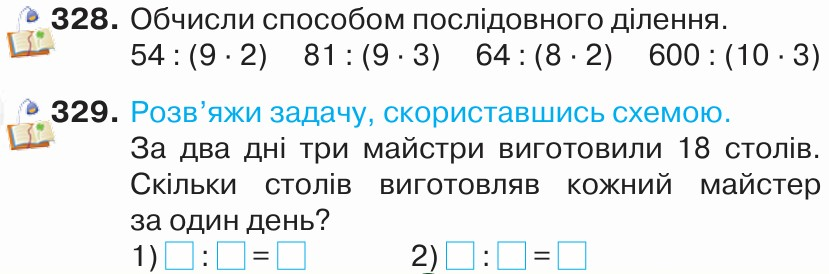 328. Обчисли способом послідовного ділення.
54 : (9 · 2) 81 : (9 · 3) 64 : (8 · 2) 600 : (10 · 3)
329. Розв’яжи задачу, скориставшись схемою.
За два дні три майстри виготовили 18 столів.
Скільки столів виготовляв кожний майстер
за один день?
1) □ : □ = □ 2) □ : □ = □